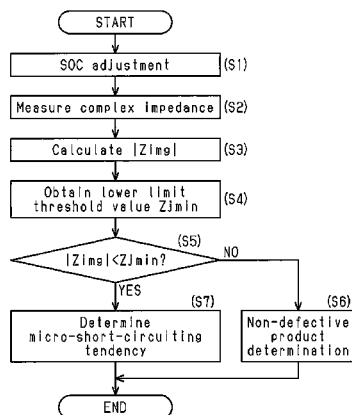 START
SOC adjustment
(S1)
Measure complex impedance
(S2)
Calculate |Zimg|
(S3)
Obtain lower limit
threshold value Zjmin
(S4)
|Zimg|<Zjmin?
(S5)
NO
YES
(S7)
(S6)
Determine
micro-short-circuiting
tendency
Non-defective
product
determination
END